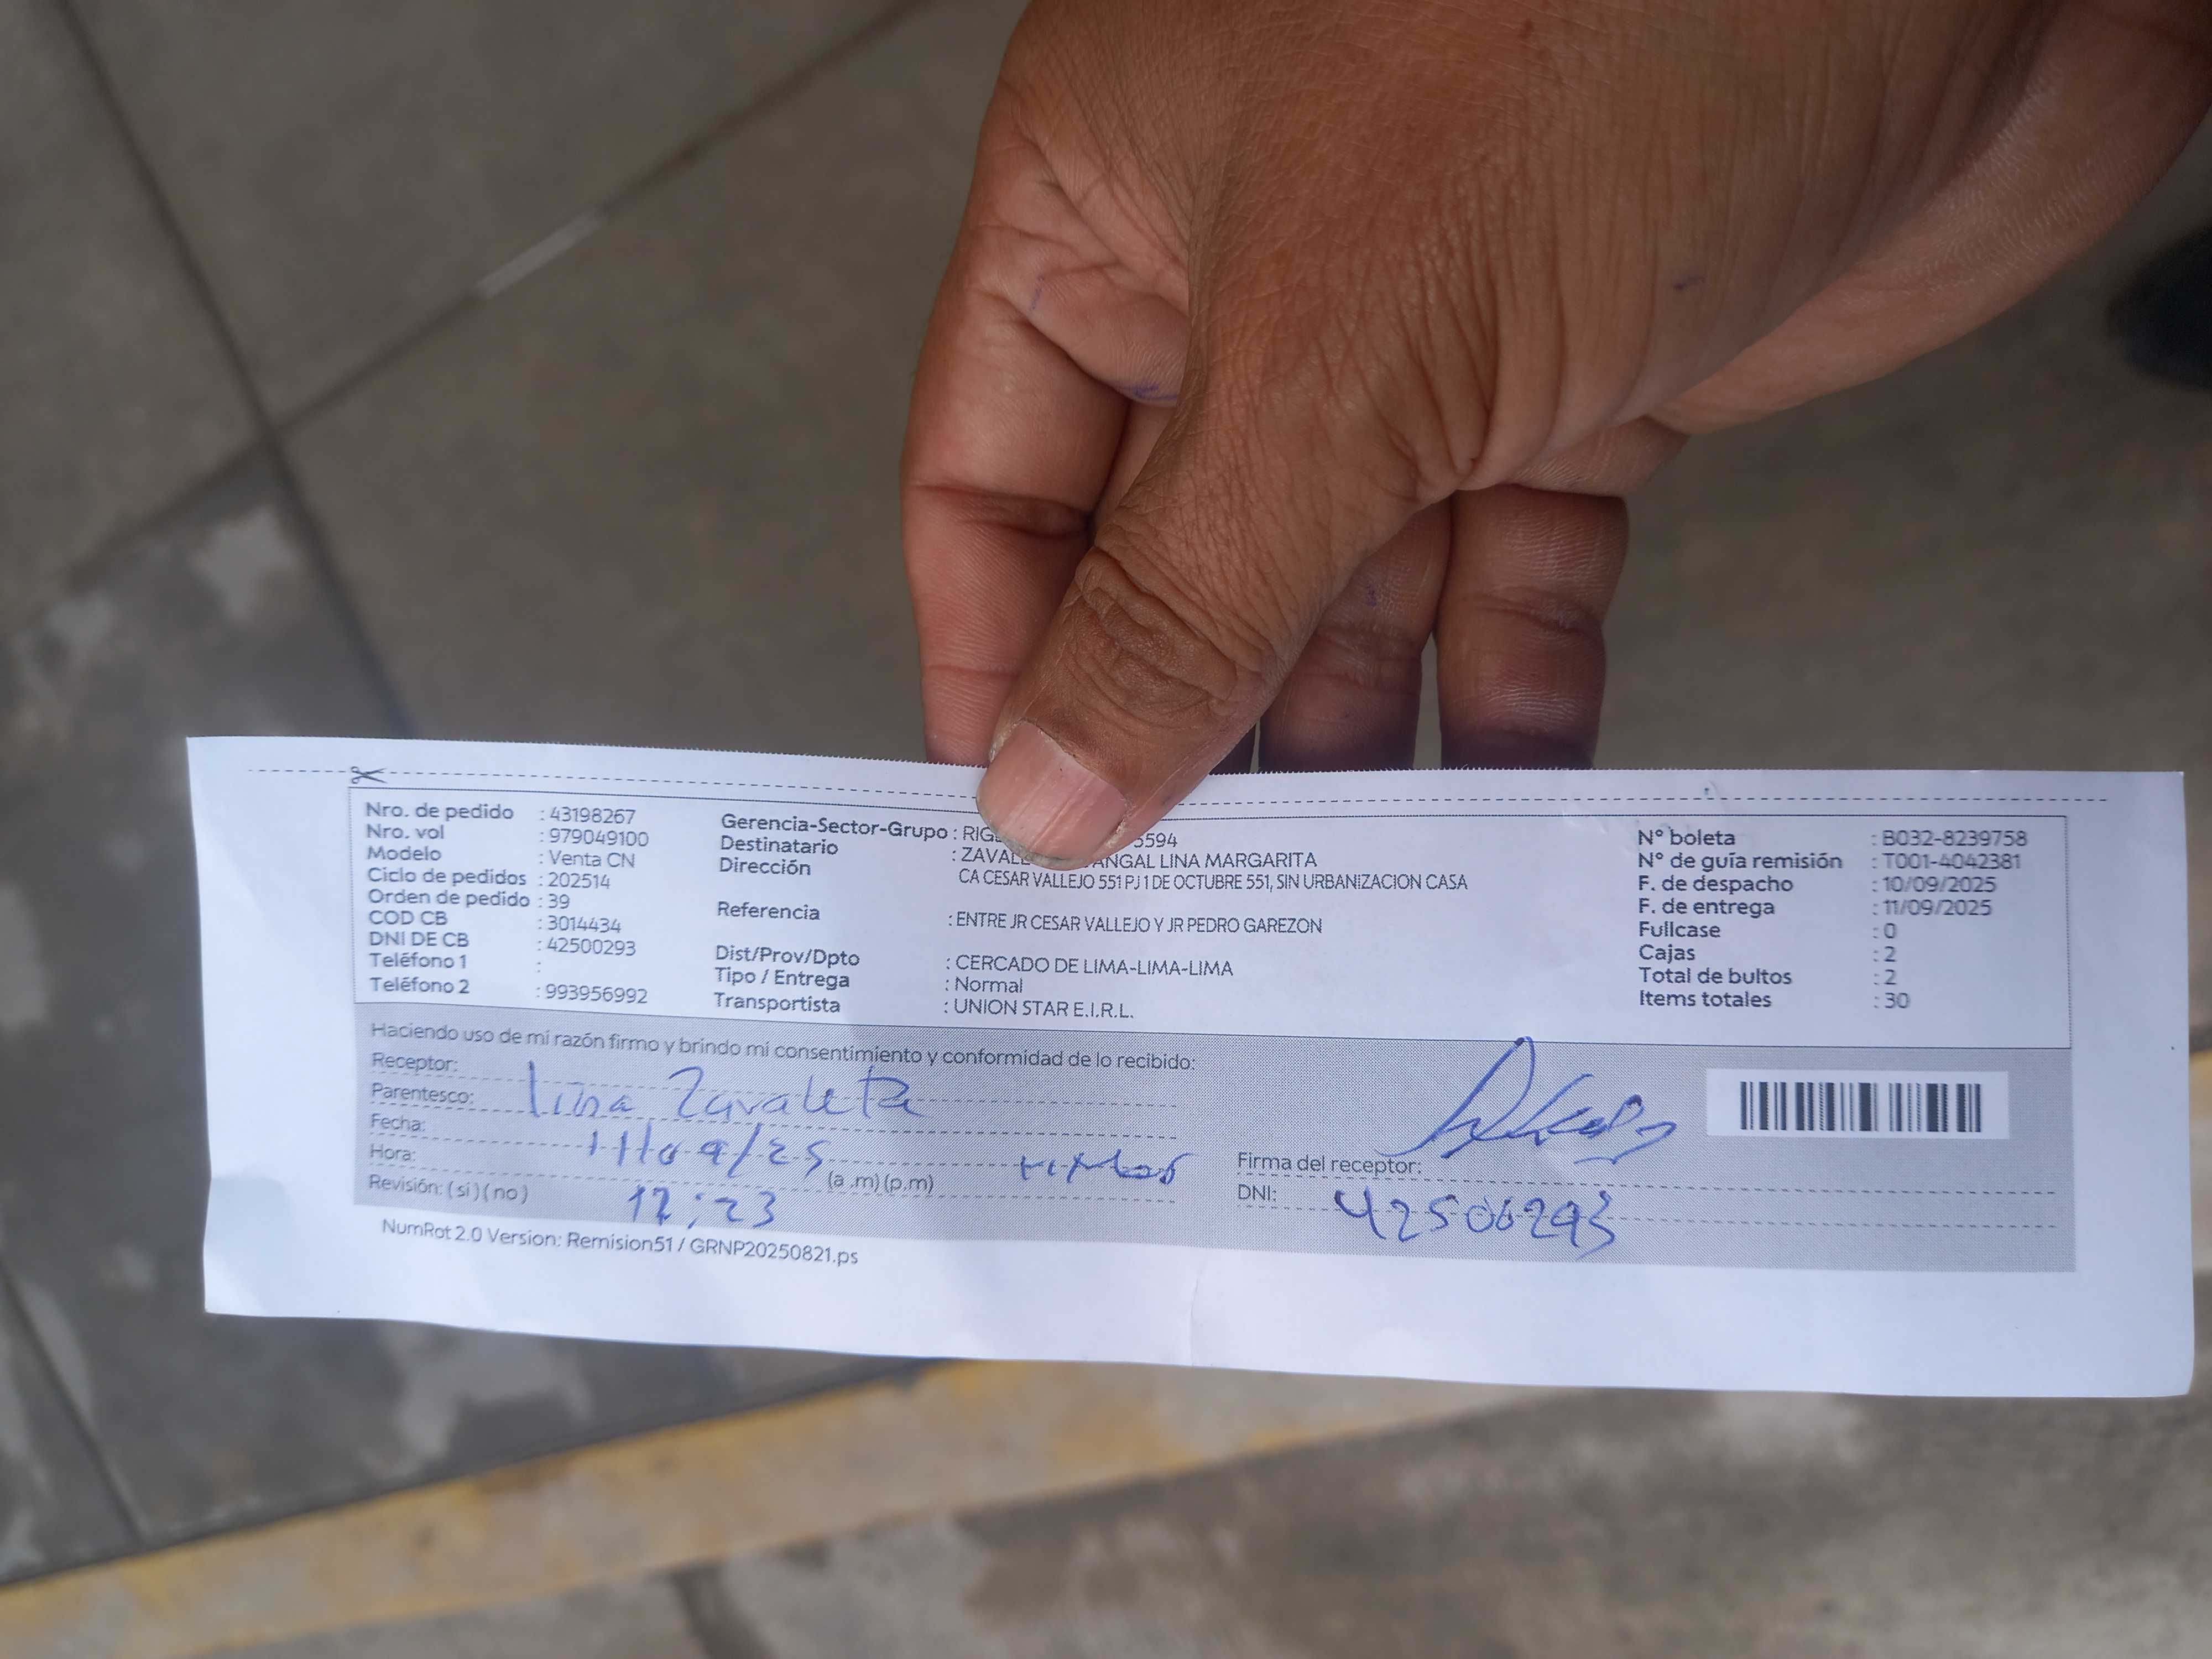 Nro. de pedido : 43198267
Nro. vol : 979049100
Modelo : Venta CN
Ciclo de pedidos : 202514
Orden de pedido : 39
COD CB : 3014434
DNI DE CB : 42500293
Teléfono 1 :
Teléfono 2 : 993956992
Gerencia-Sector-Grupo : 5594
Destinatario : LINA MARGARITA
Dirección : CA CESAR VALLEJO 551 PJ 1 DE OCTUBRE 551, SIN URBANIZACION CASA
Referencia : ENTRE JR CESAR VALLEJO Y JR PEDRO GAREZON
Dist/Prov/Dpto : CERCADO DE LIMA-LIMA-LIMA
Tipo / Entrega : Normal
Transportista : UNION STAR E.I.R.L.
N° boleta : B032-8239758
N° de guía remisión : T001-4042381
F. de despacho : 10/09/2025
F. de entrega : 11/09/2025
Fullcase : 0
Cajas : 2
Total de bultos : 2
Items totales : 30
Haciendo uso de mi razón firmo y brindo mi consentimiento y conformidad de lo recibido:
Receptor:
Parentesco: Lina Zavaleta
Fecha: 11/09/25
Hora: (a.m) (p.m)
Revisión: ( si ) ( no ) 12:23
Firma del receptor:
DNI: 42500293
NumRot 2.0 Version: Remision51 / GRNP20250821.ps